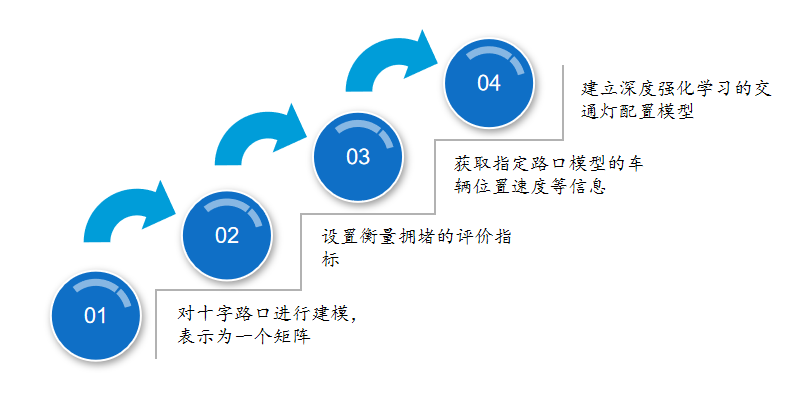 04
建立深度强化学习的交
通灯配置模型
03
获取指定路口模型的车
辆位置速度等信息
02
设置衡量拥堵的评价指
标
01
对十字路口进行建模，
表示为一个矩阵